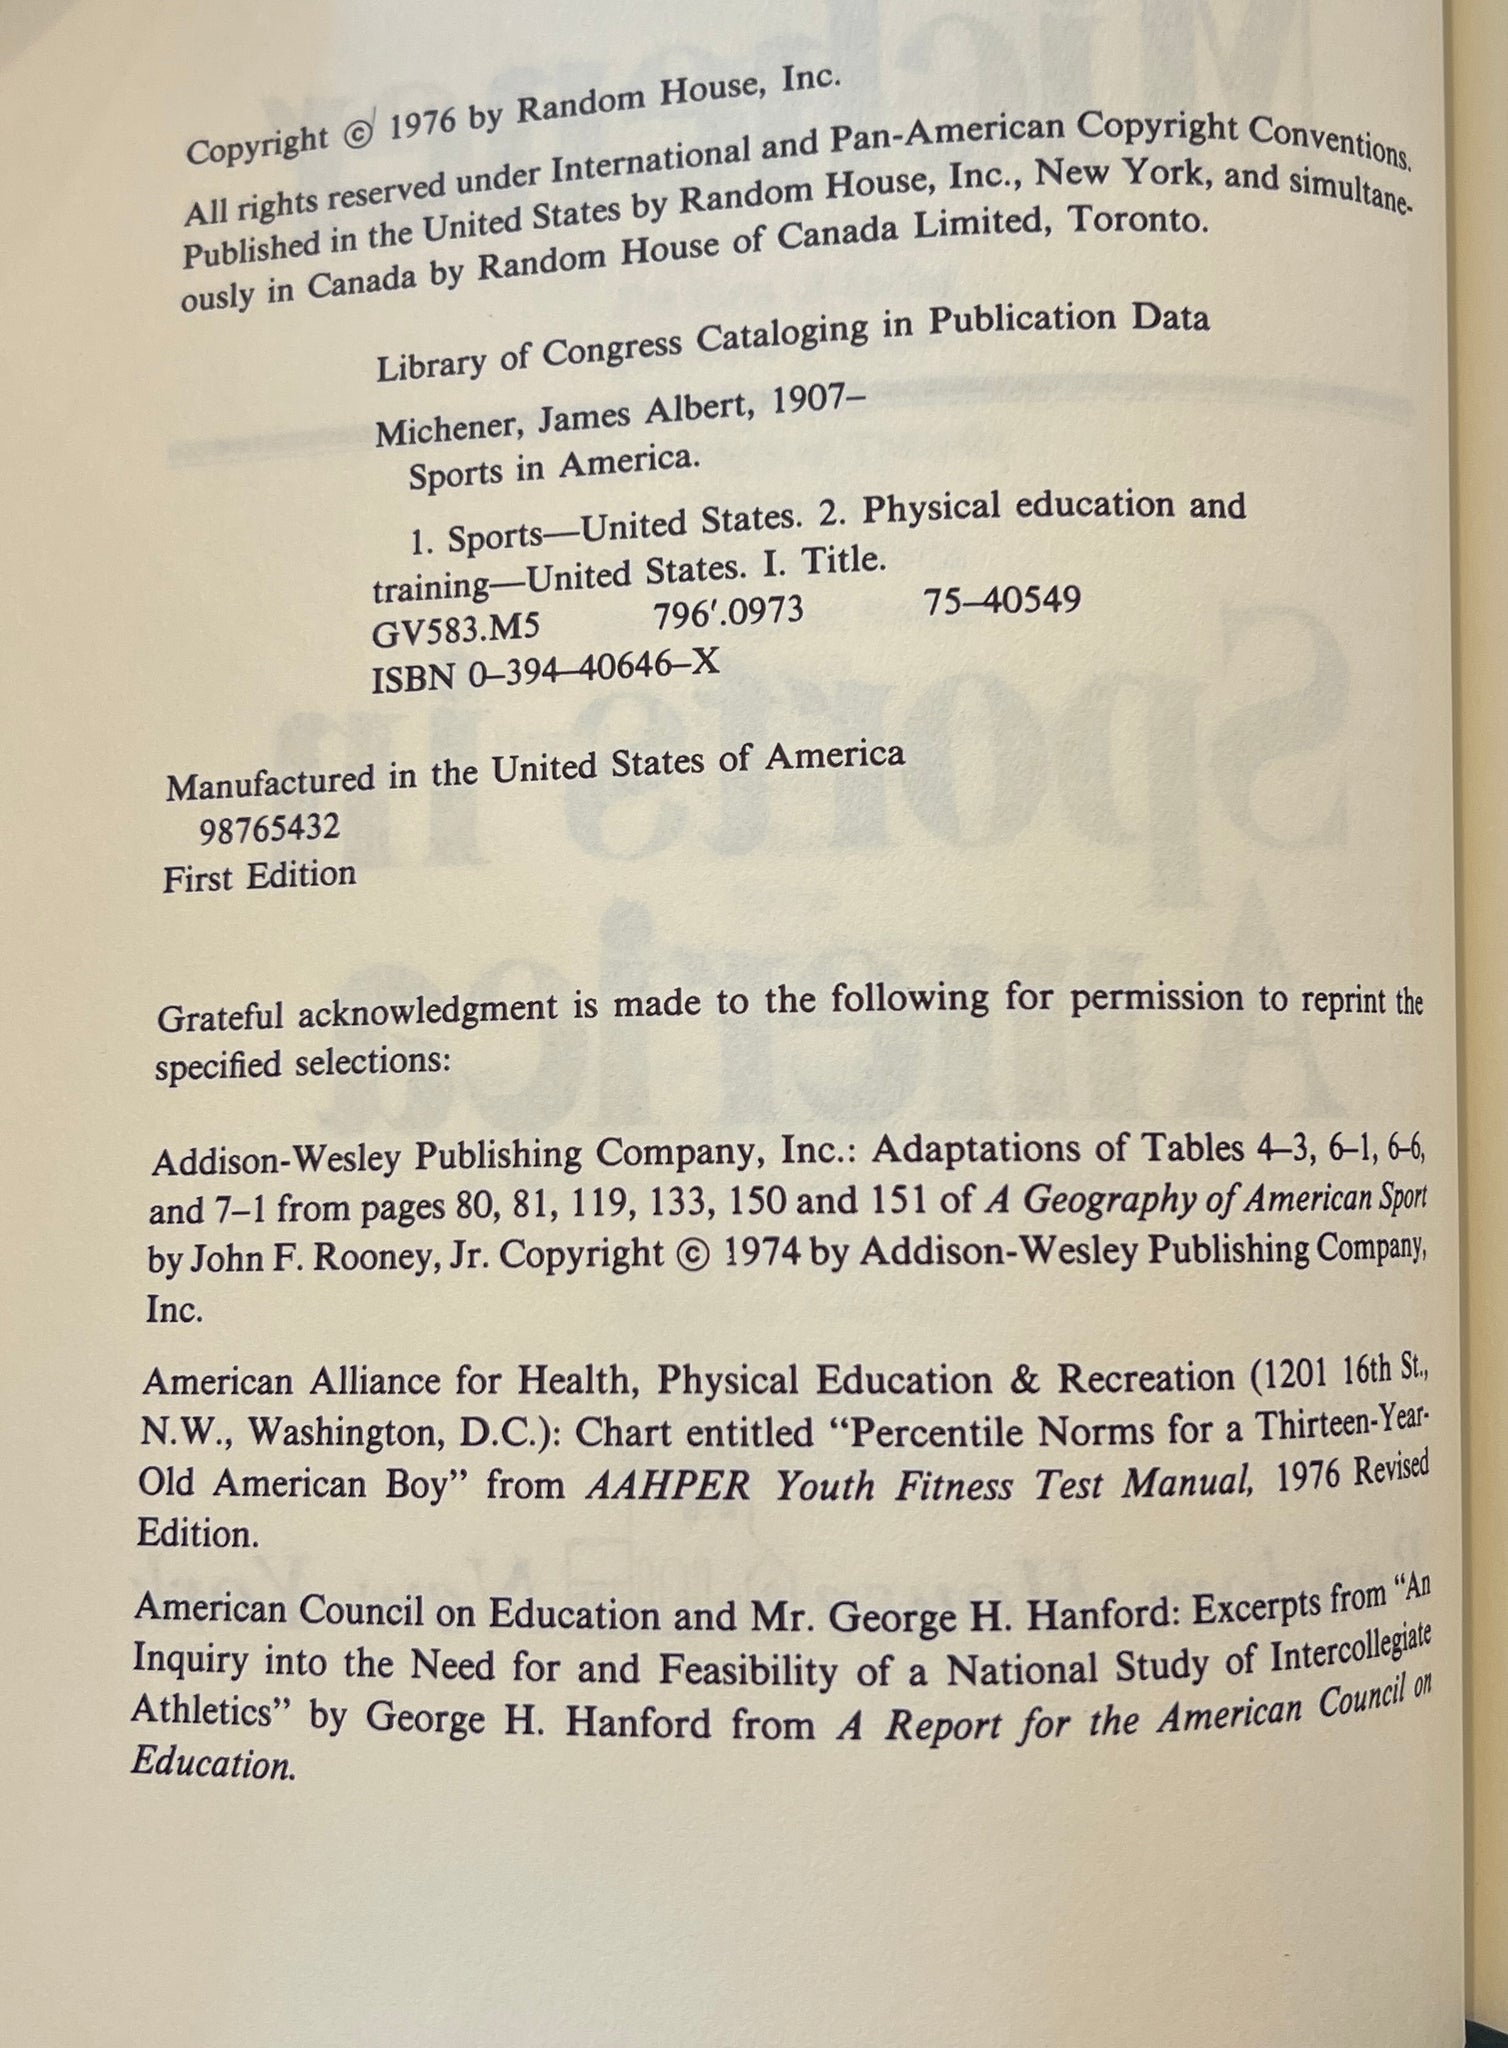 Copyright © 1976 by Random House, Inc.
All rights reserved under International and Pan-American Copyright Conventions.
Published in the United States by Random House, Inc., New York, and simultane-
ously in Canada by Random House of Canada Limited, Toronto.
Library of Congress Cataloging in Publication Data
Michener, James Albert, 1907–
Sports in America.
1. Sports—United States. 2. Physical education and
training—United States. I. Title.
GV583.M5 796′.0973 75–40549
ISBN 0–394–40646–X
Manufactured in the United States of America
98765432
First Edition
Grateful acknowledgment is made to the following for permission to reprint the
specified selections:
Addison-Wesley Publishing Company, Inc.: Adaptations of Tables 4–3, 6–1, 6–6,
and 7–1 from pages 80, 81, 119, 133, 150 and 151 of A Geography of American Sport
by John F. Rooney, Jr. Copyright © 1974 by Addison-Wesley Publishing Company,
Inc.
American Alliance for Health, Physical Education & Recreation (1201 16th St.,
N.W., Washington, D.C.): Chart entitled “Percentile Norms for a Thirteen-Year-
Old American Boy” from AAHPER Youth Fitness Test Manual, 1976 Revised
Edition.
American Council on Education and Mr. George H. Hanford: Excerpts from “An
Inquiry into the Need for and Feasibility of a National Study of Intercollegiate
Athletics” by George H. Hanford from A Report for the American Council on
Education.